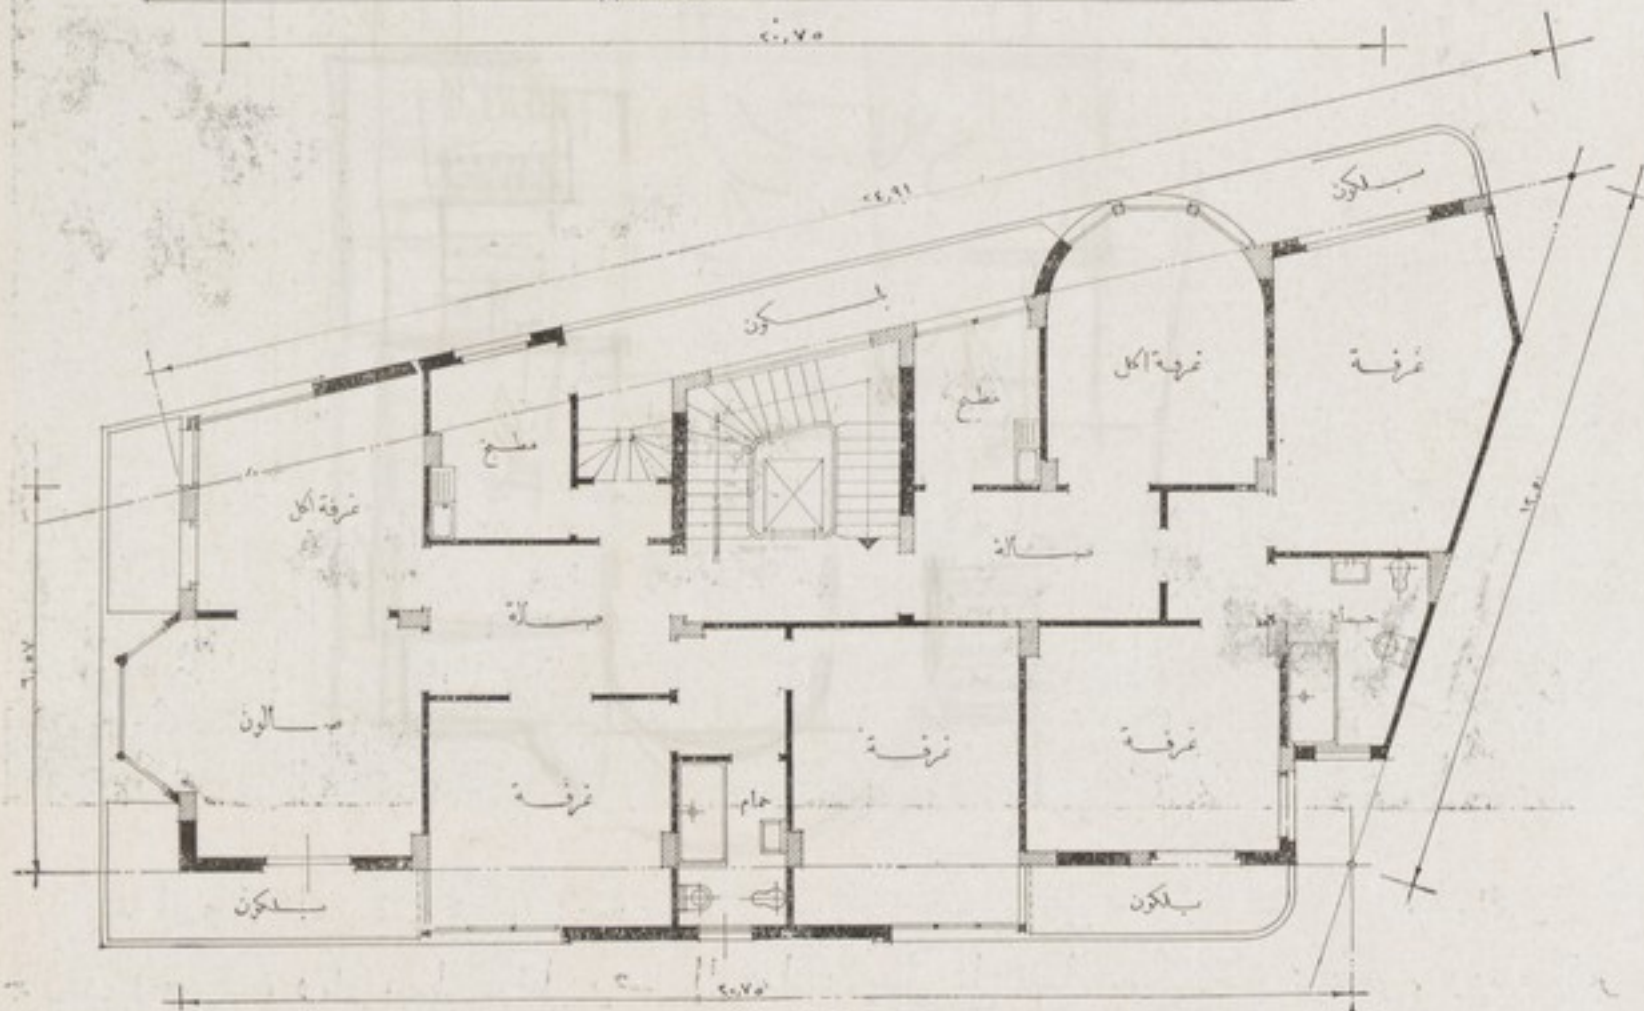 ٢٠,٧٥
٢٤,٩١
بلكون
بلكون
غرفة اكل
غرفة
مطبخ
مطبخ
غرفة اكل
صالة
صالة
حمام
صالون
غرفة
غرفة
غرفة
حمام
بلكون
بلكون
٢٠,٧٥